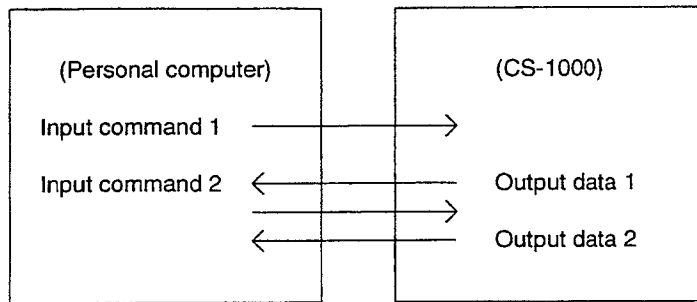 (Personal computer) (CS-1000)
Input command 1
Input command 2 Output data 1
Output data 2